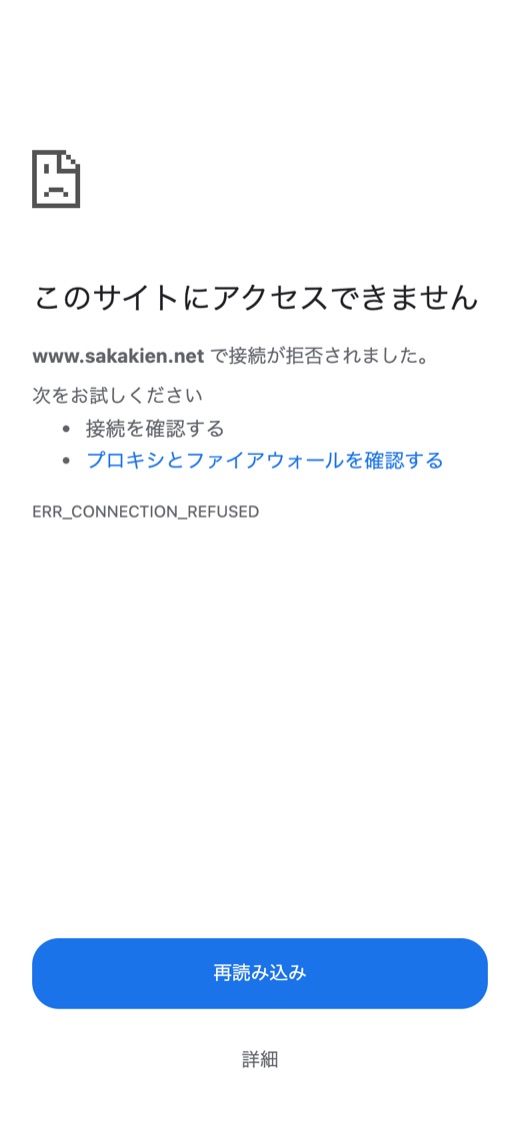 このサイトにアクセスできません
www.sakakien.net で接続が拒否されました。
次をお試しください
• 接続を確認する
• プロキシとファイアウォールを確認する
ERR_CONNECTION_REFUSED
再読み込み
詳細